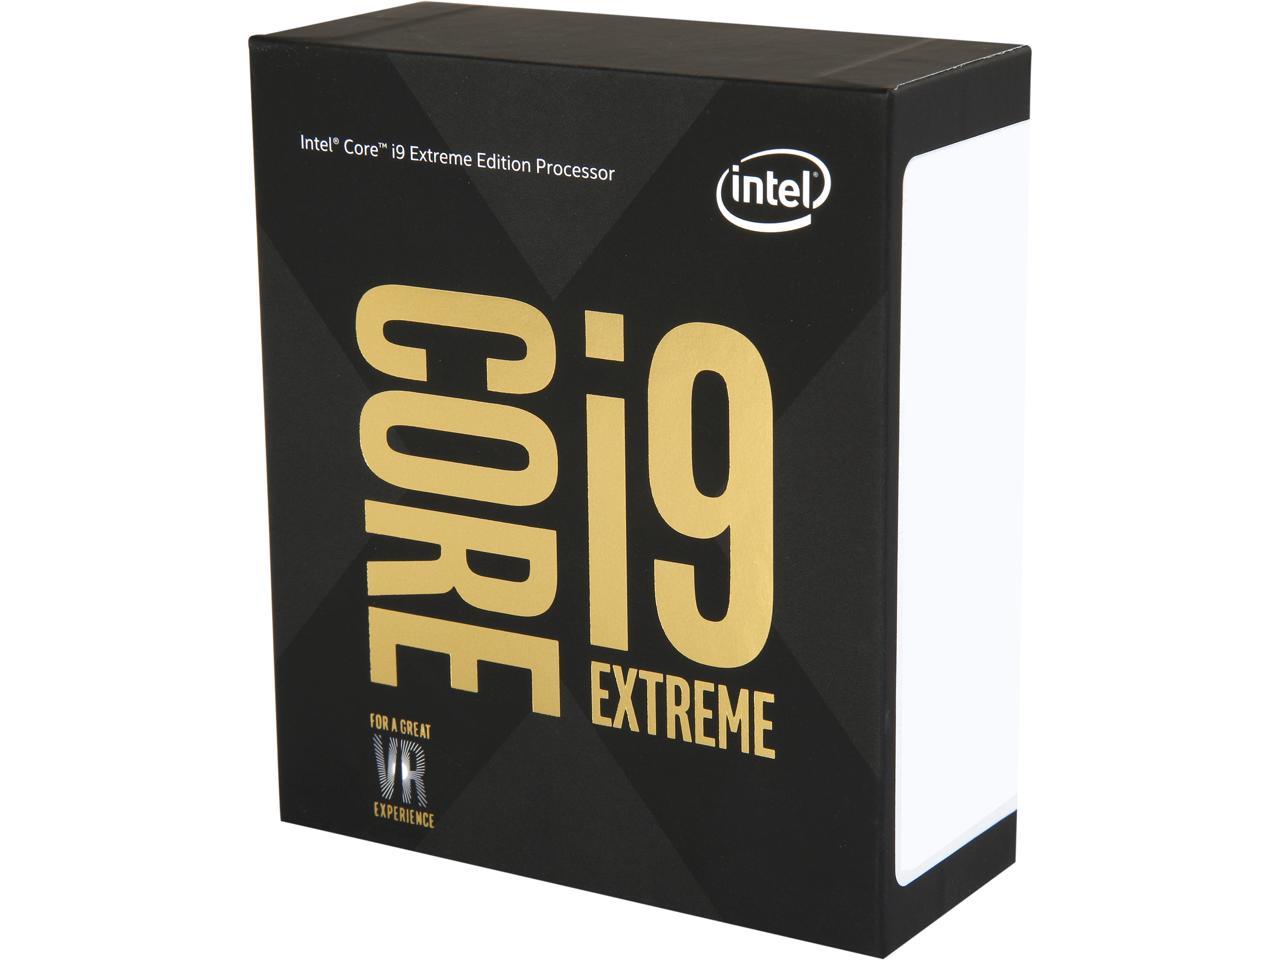 Intel® Core™ i9 Extreme Edition Processor
intel®
CORE
i9
EXTREME
FOR A GREAT
VR
EXPERIENCE